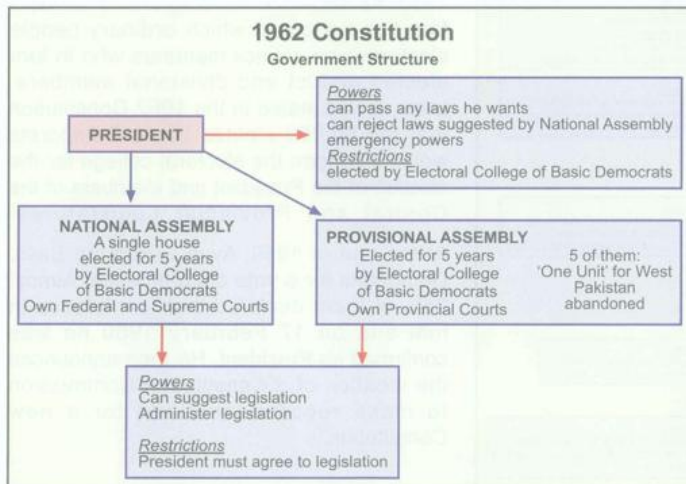 1962 Constitution
Government Structure
PRESIDENT
Powers
can pass any laws he wants
can reject laws suggested by National Assembly
emergency powers
Restrictions
elected by Electoral College of Basic Democrats
NATIONAL ASSEMBLY
A single house
elected for 5 years
by Electoral College
of Basic Democrats
Own Federal and Supreme Courts
PROVISIONAL ASSEMBLY
Elected for 5 years
by Electoral College
of Basic Democrats
Own Provincial Courts
5 of them:
'One Unit' for West
Pakistan
abandoned
Powers
Can suggest legislation
Administer legislation
Restrictions
President must agree to legislation